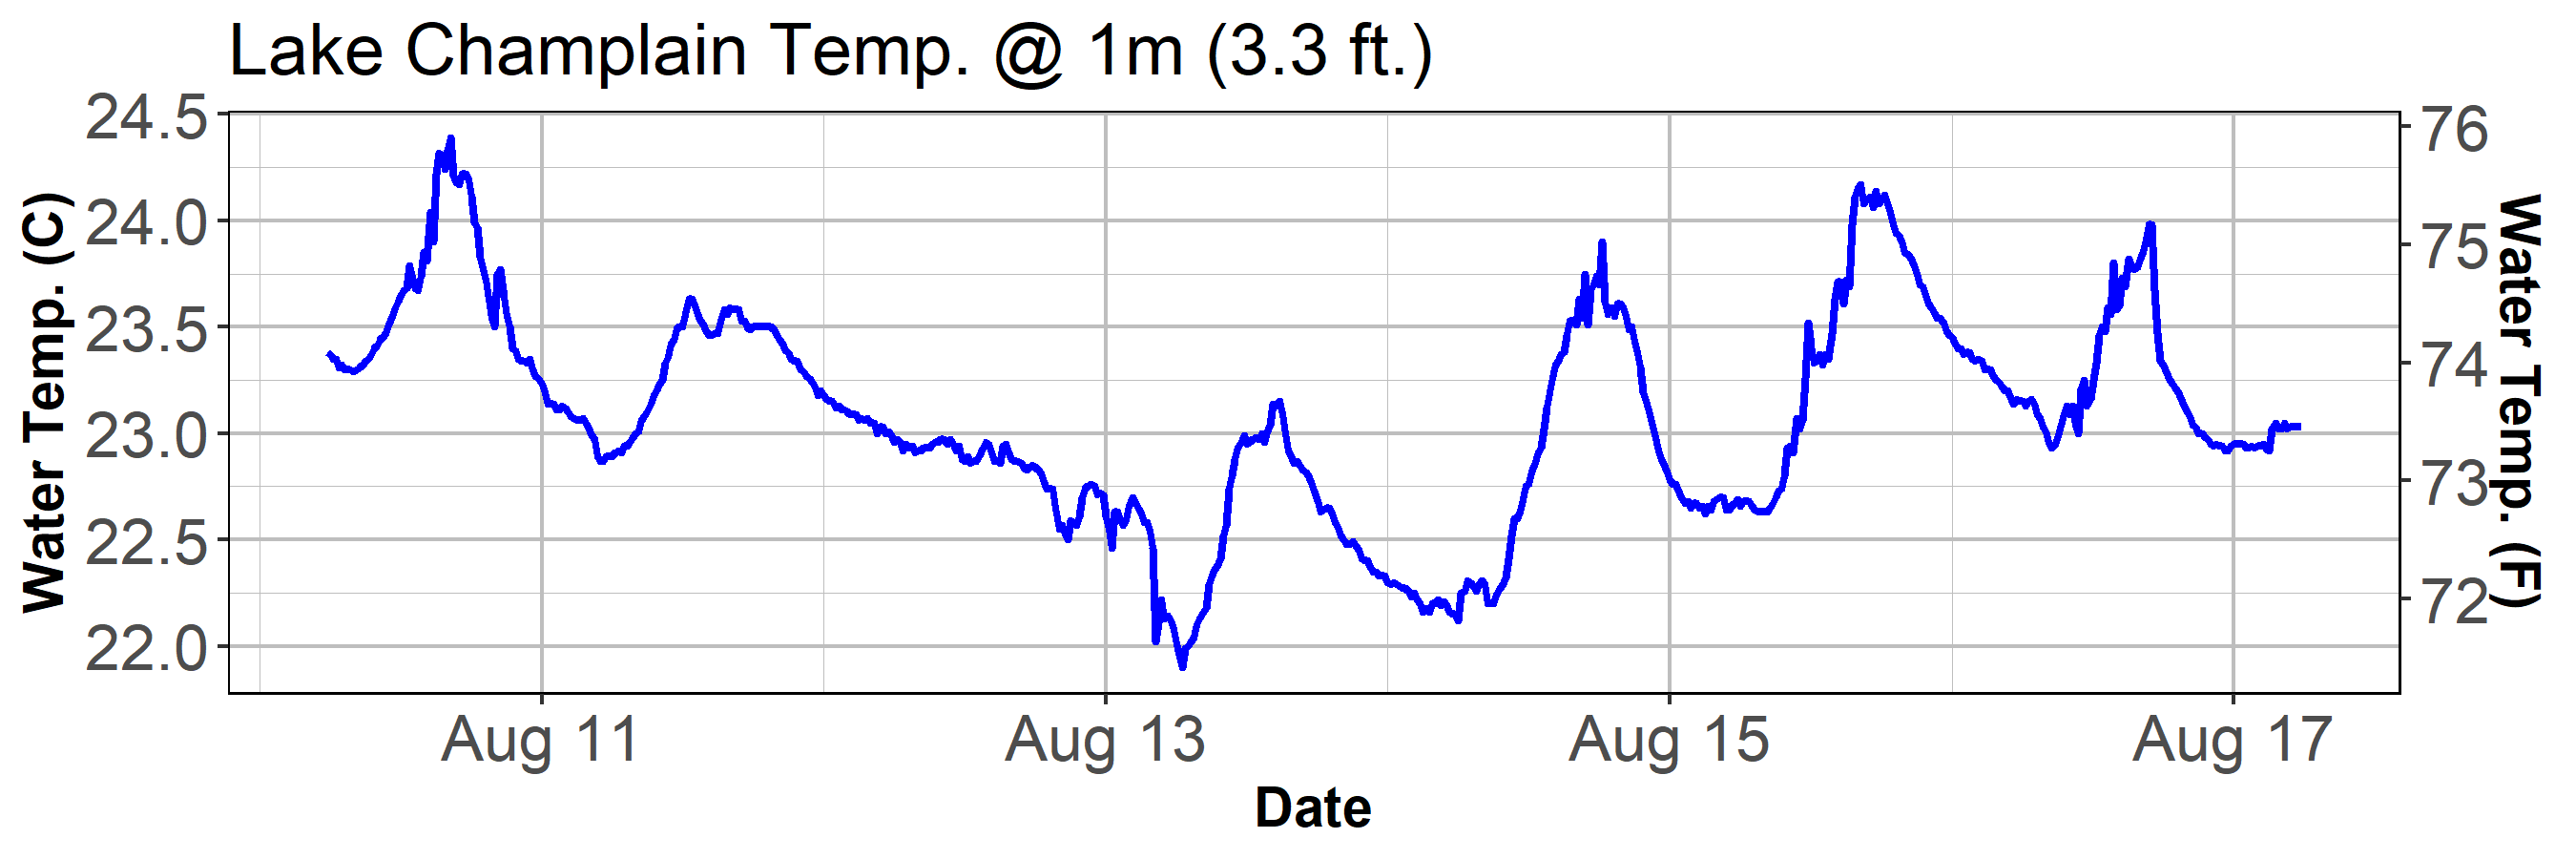 Lake Champlain Temp. @ 1m (3.3 ft.)
Water Temp. (C)
24.5
24.0
23.5
23.0
22.5
22.0
76
75
74
73
72
Water Temp. (F)
Aug 11
Aug 13
Aug 15
Aug 17
Date